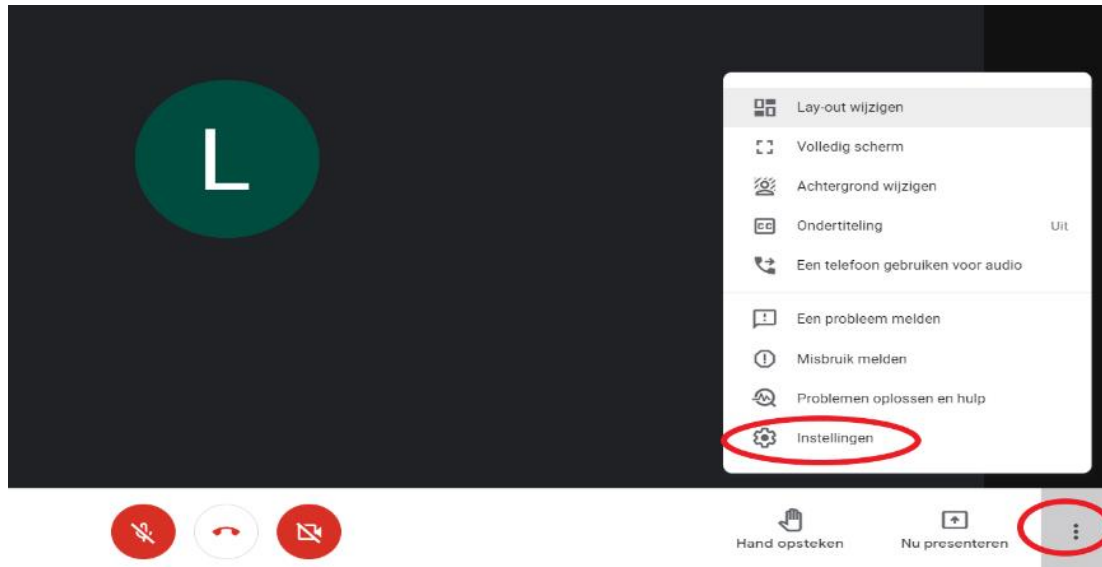 L
Lay-out wijzigen
Volledig scherm
Achtergrond wijzigen
CC Ondertiteling Uit
Een telefoon gebruiken voor audio
Een probleem melden
Misbruik melden
Problemen oplossen en hulp
Instellingen
Hand opsteken Nu presenteren